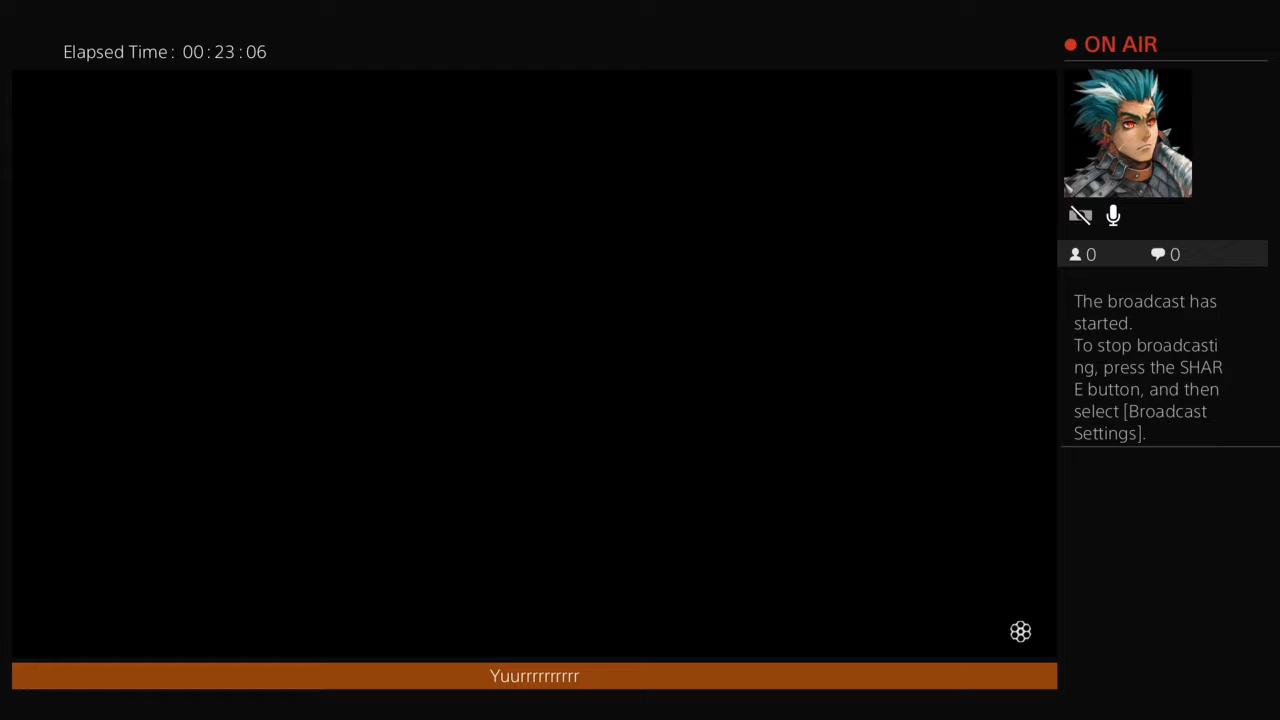 Elapsed Time: 00:23:06
ON AIR
0 0
The broadcast has
started.
To stop broadcasti
ng, press the SHAR
E button, and then
select [Broadcast
Settings].
Yuurrrrrrrrrr